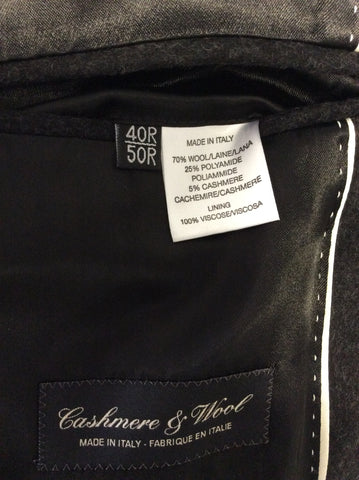 40R
50R
MADE IN ITALY
70% WOOL/LAINE/LANA
25% POLYAMIDE
POLIAMMIDE
5% CASHMERE
CACHEMIRE/CASHMERE
LINING
100% VISCOSE/VISCOSA
Cashmere & Wool
MADE IN ITALY - FABRIQUE EN ITALIE